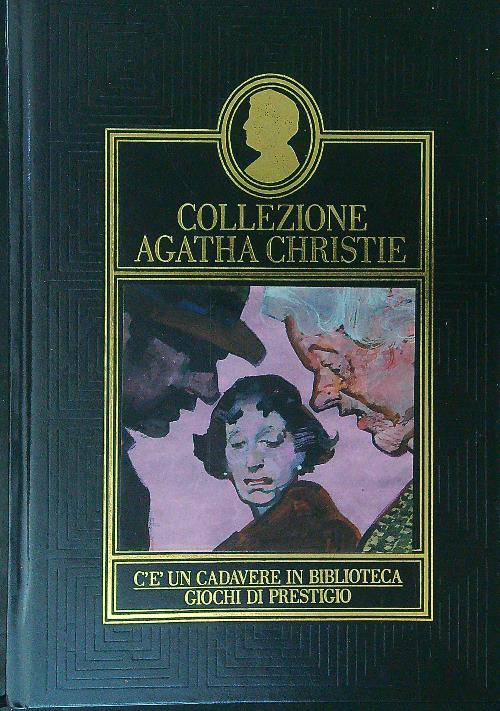 COLLEZIONE
AGATHA CHRISTIE
C'E' UN CADAVERE IN BIBLIOTECA
GIOCHI DI PRESTIGIO